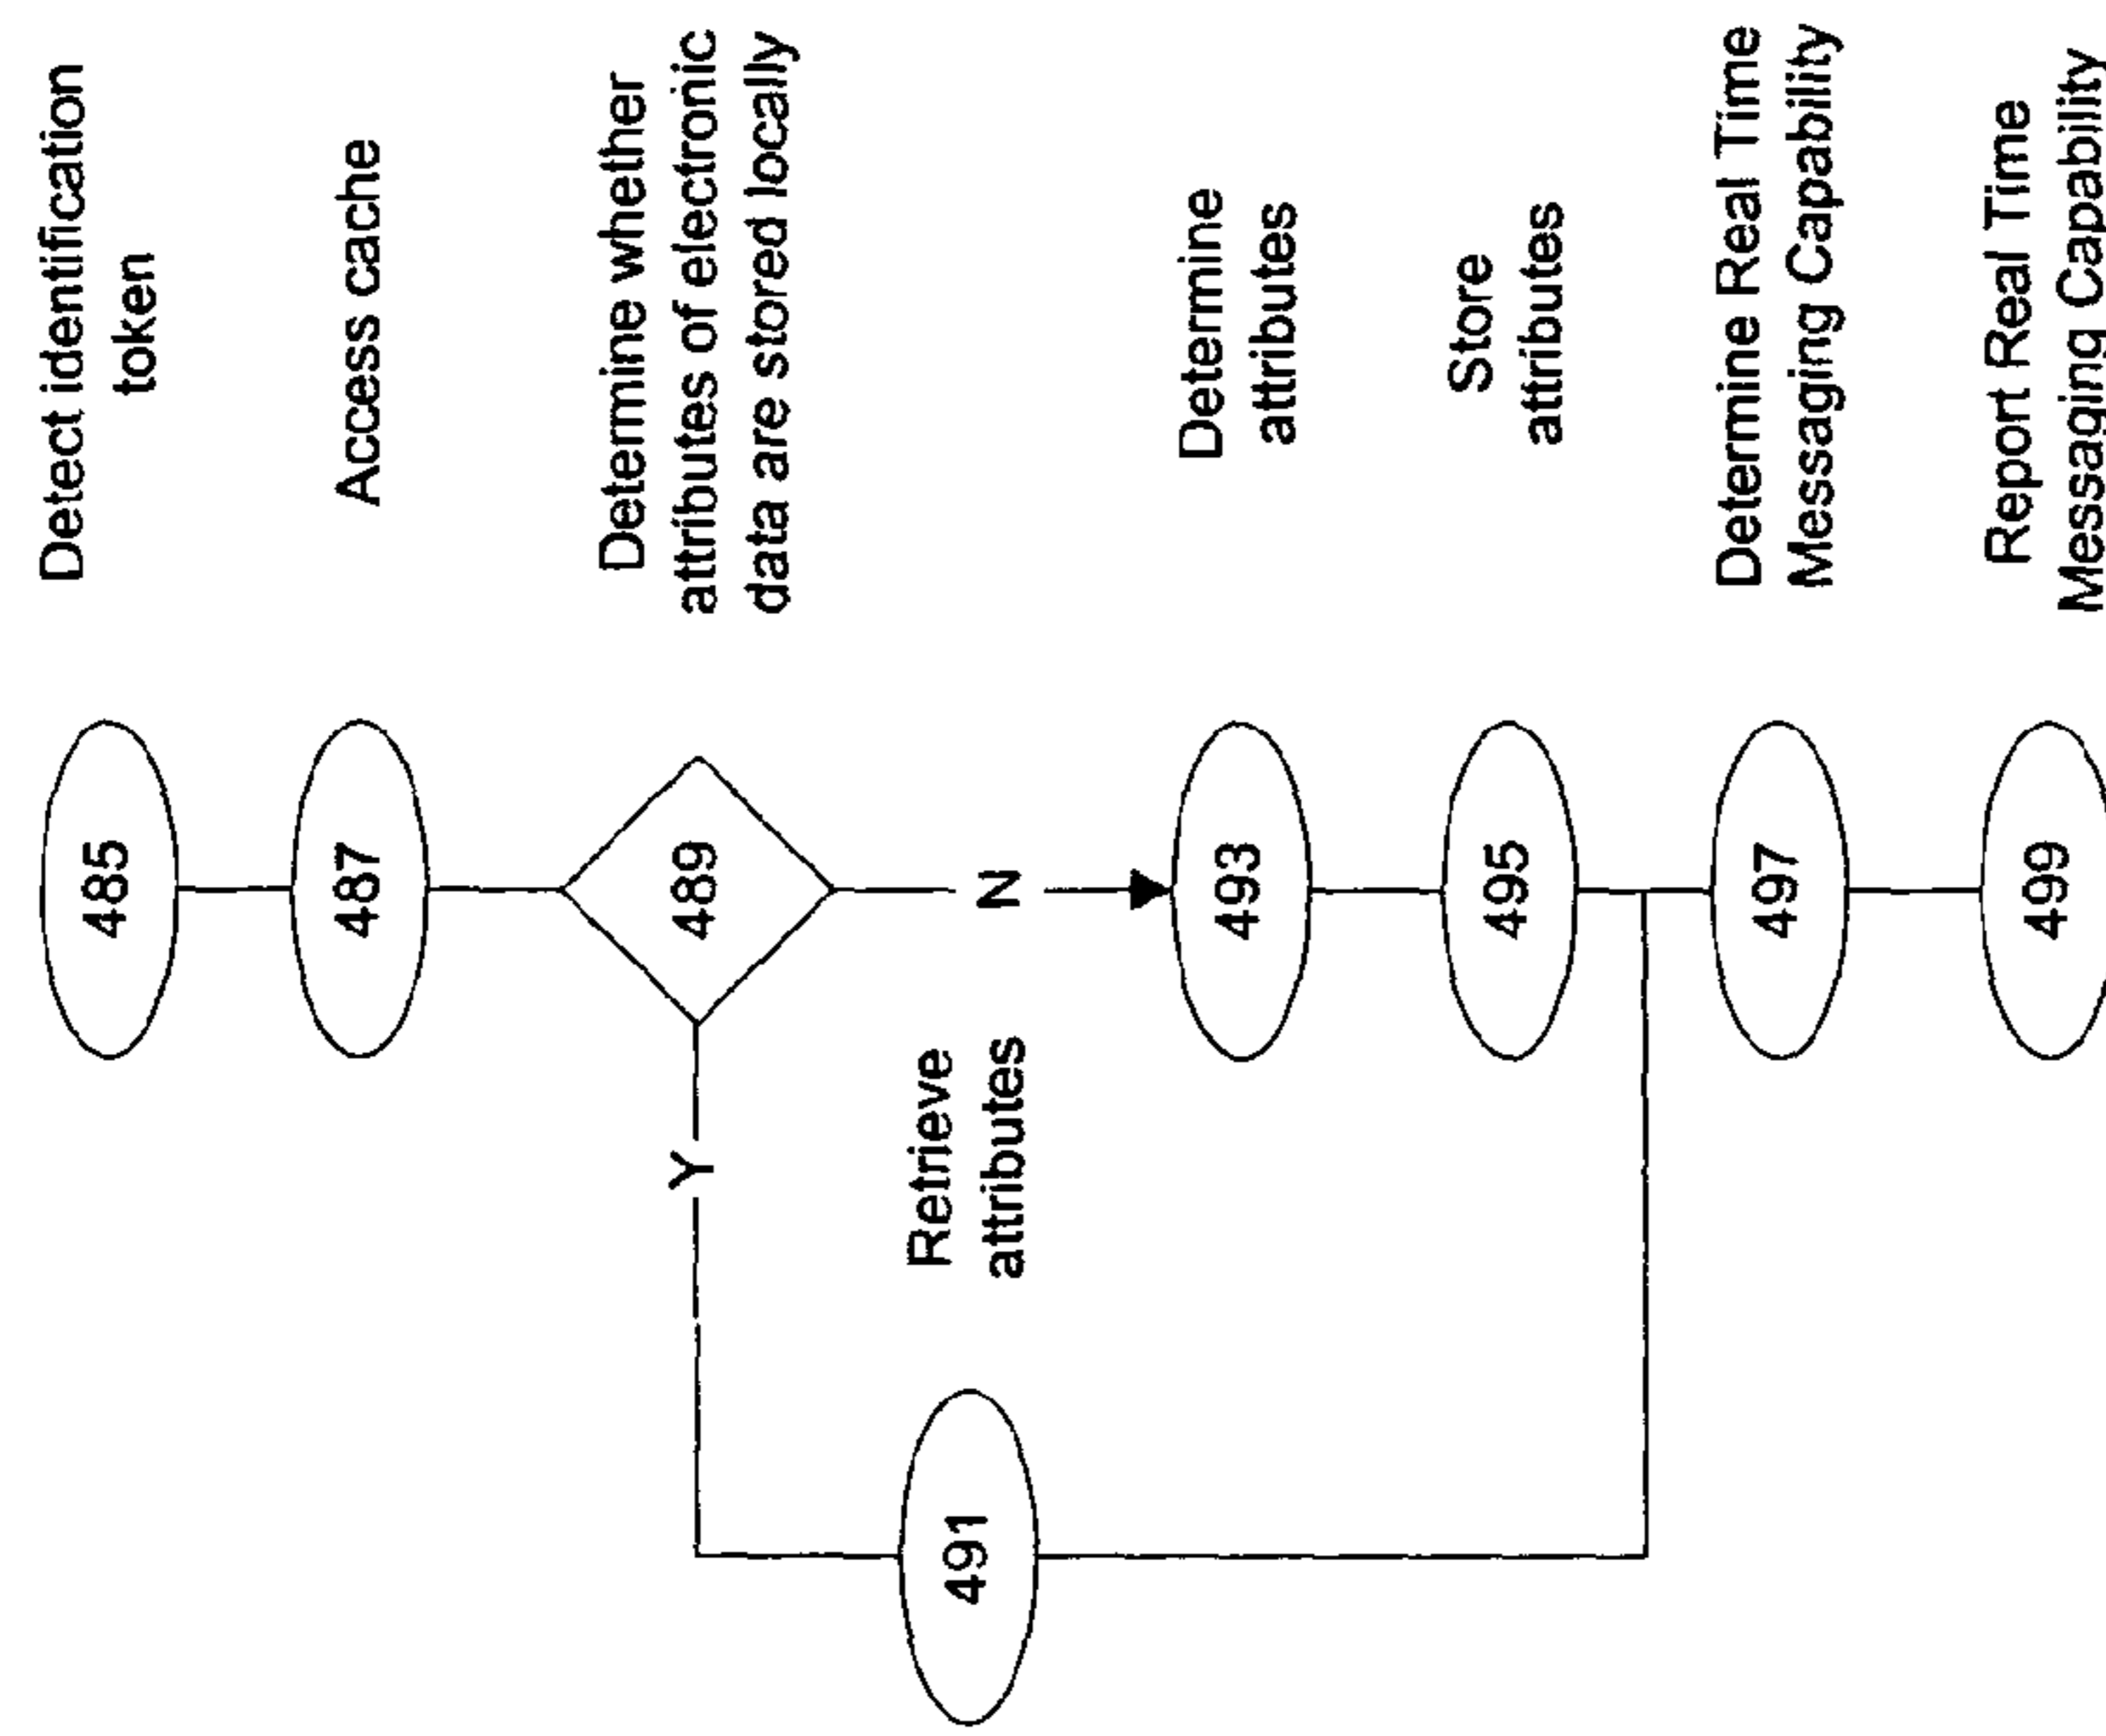 Detect identification
token
485
Access cache
487
Determine whether
attributes of electronic
data are stored locally
489
Y
N
Retrieve
attributes
491
Determine
attributes
493
Store
attributes
495
Determine Real Time
Messaging Capability
497
Report Real Time
Messaging Capability
499